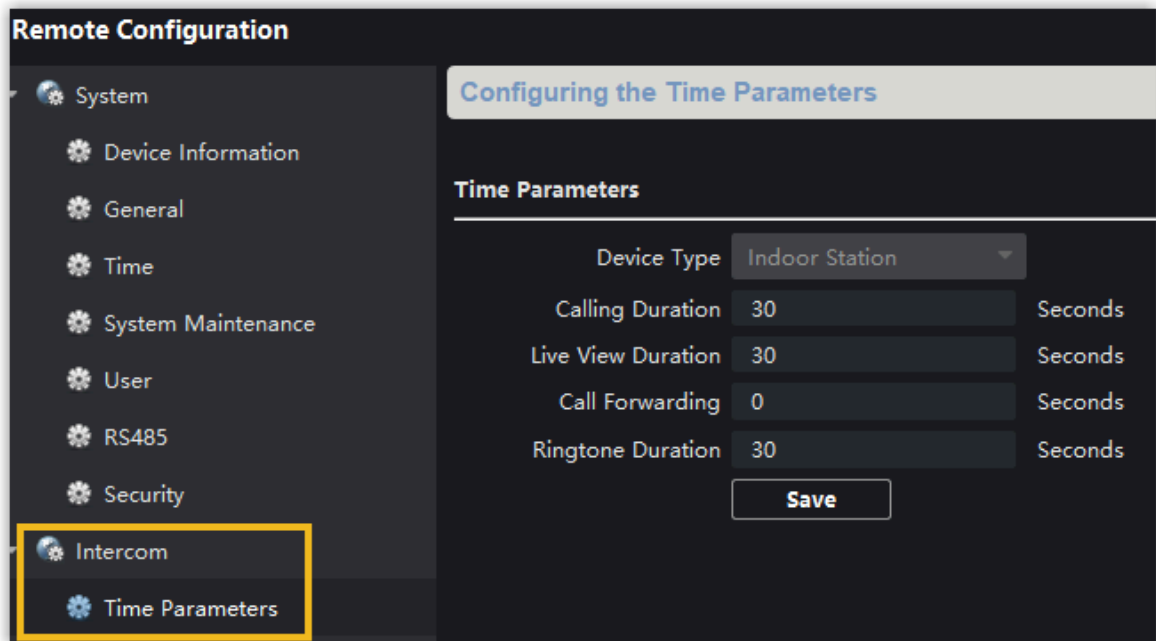 Remote Configuration
System
Device Information
General
Time
System Maintenance
User
RS485
Security
Intercom
Time Parameters
Configuring the Time Parameters
Time Parameters
Device Type Indoor Station
Calling Duration 30 Seconds
Live View Duration 30 Seconds
Call Forwarding 0 Seconds
Ringtone Duration 30 Seconds
Save